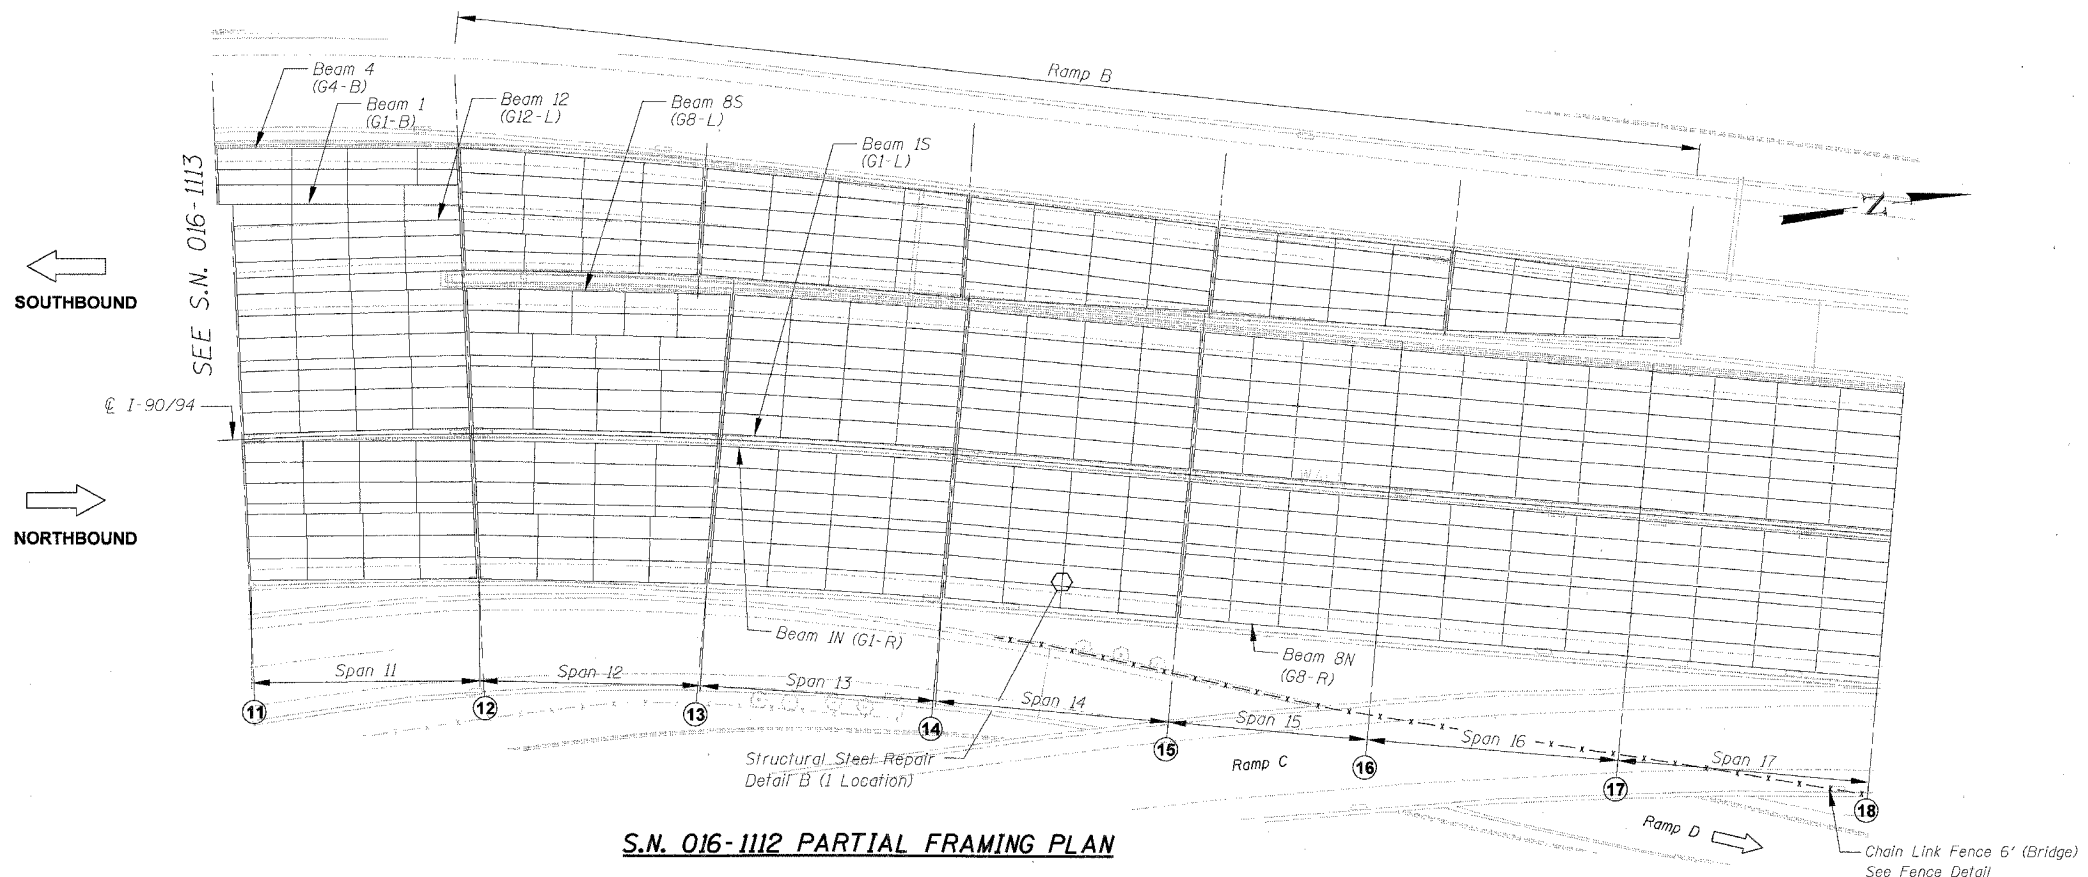 Ramp B
Beam 4
(G4-B)
Beam 1
(G1-B)
Beam 12
(G12-L)
Beam 8S
(G8-L)
Beam 1S
(G1-L)
SEE S.N. 016-1113
N
SOUTHBOUND
℄ I-90/94
NORTHBOUND
Beam 1N (G1-R)
Beam 8N
(G8-R)
Span 11
Span 12
Span 13
Span 14
Span 15
Span 16
Span 17
11
12
13
14
15
16
17
18
Structural Steel Repair
Detail B (1 Location)
Ramp C
Ramp D
Chain Link Fence 6' (Bridge)
See Fence Detail
S.N. 016-1112 PARTIAL FRAMING PLAN